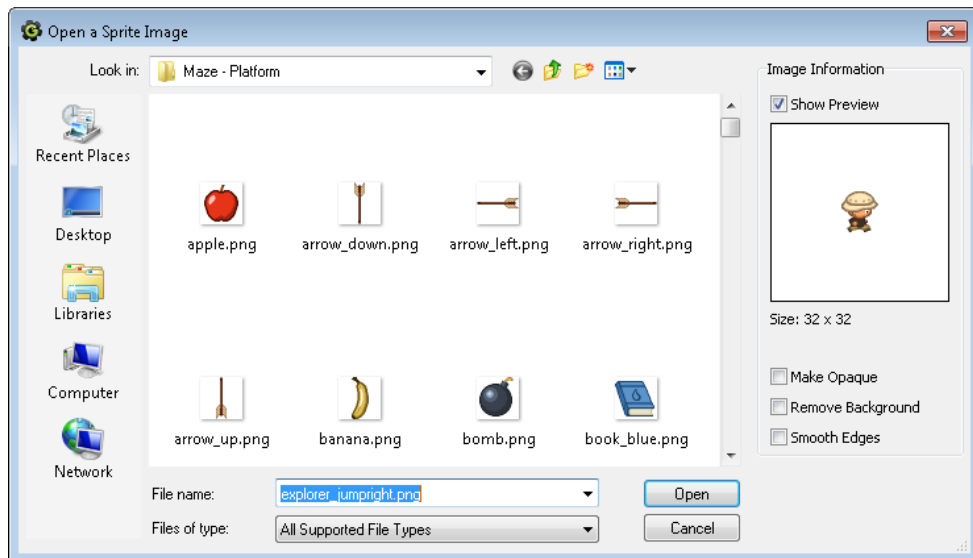 Open a Sprite Image
Look in: Maze - Platform
Recent Places
Desktop
Libraries
Computer
Network
apple.png arrow_down.png arrow_left.png arrow_right.png
arrow_up.png banana.png bomb.png book_blue.png
File name: explorer_jumpright.png Open
Files of type: All Supported File Types Cancel
Image Information
Show Preview
Size: 32 x 32
Make Opaque
Remove Background
Smooth Edges